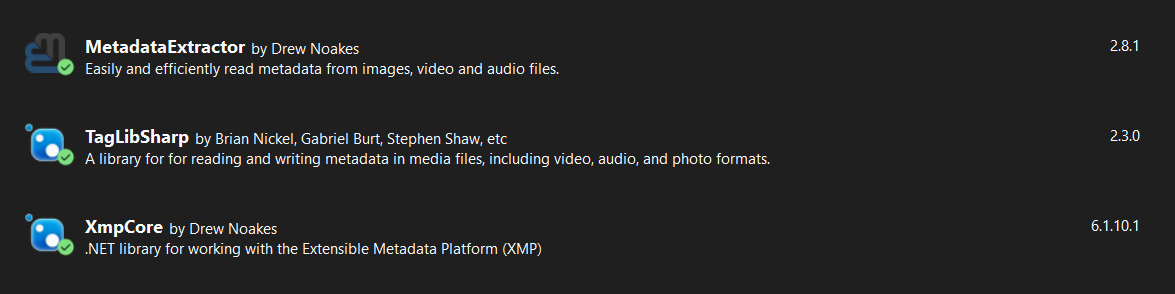 MetadataExtractor by Drew Noakes 2.8.1
Easily and efficiently read metadata from images, video and audio files.
TagLibSharp by Brian Nickel, Gabriel Burt, Stephen Shaw, etc 2.3.0
A library for for reading and writing metadata in media files, including video, audio, and photo formats.
XmpCore by Drew Noakes 6.1.10.1
.NET library for working with the Extensible Metadata Platform (XMP)